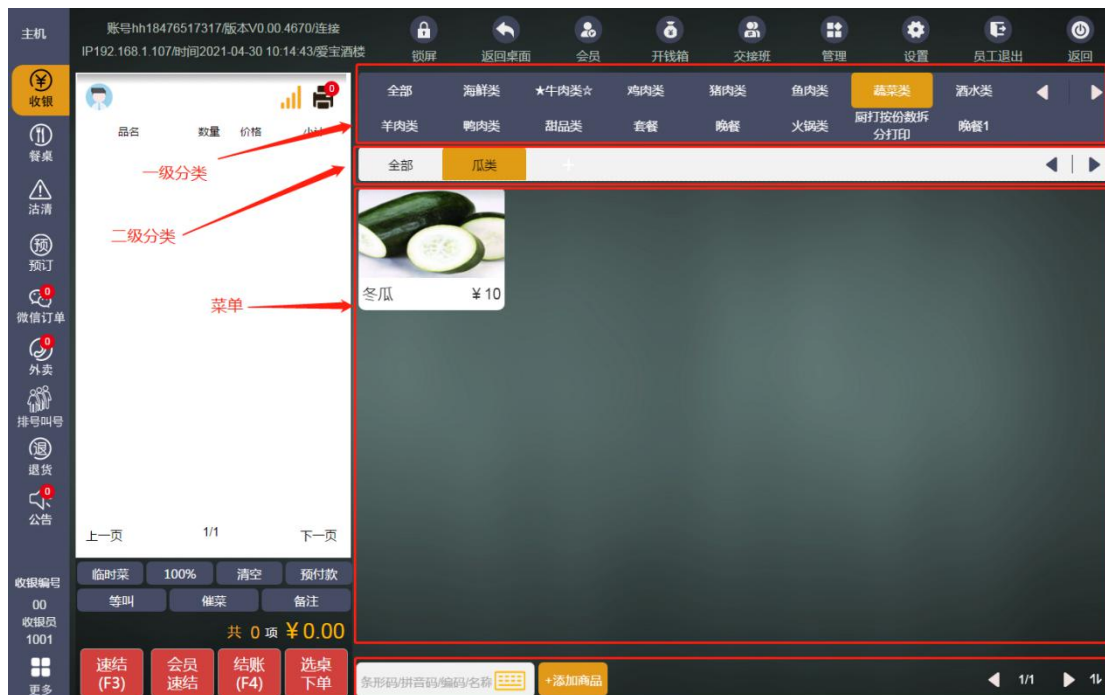 主机
账号hh18476517317/版本V0.00.4670/连接
IP192.168.1.107/时间2021-04-30 10:14:43/爱宝酒楼
锁屏
返回桌面
会员
开钱箱
交接班
管理
设置
员工退出
返回
收银
餐桌
沽清
预
预订
0
微信订单
0
外卖
排号叫号
退
退货
0
公告
收银编号
00
收银员
1001
更多
0
品名 数量 价格 小计
一级分类
二级分类
菜单
上一页 1/1 下一页
临时菜 100% 清空 预付款
等叫 催菜 备注
共 0 项 ¥0.00
速结
(F3)
会员
速结
结账
(F4)
选桌
下单
全部 海鲜类 ★牛肉类☆ 鸡肉类 猪肉类 鱼肉类 蔬菜类 酒水类
羊肉类 鸭肉类 甜品类 套餐 晚餐 火锅类 厨打按份数拆
分打印 晚餐1
全部 瓜类 +
冬瓜 ¥10
条形码/拼音码/编码/名称 +添加商品 1/1